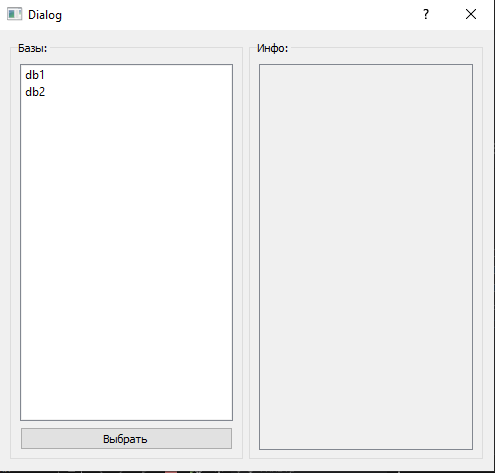 Dialog
?
Базы:
db1
db2
Выбрать
Инфо: